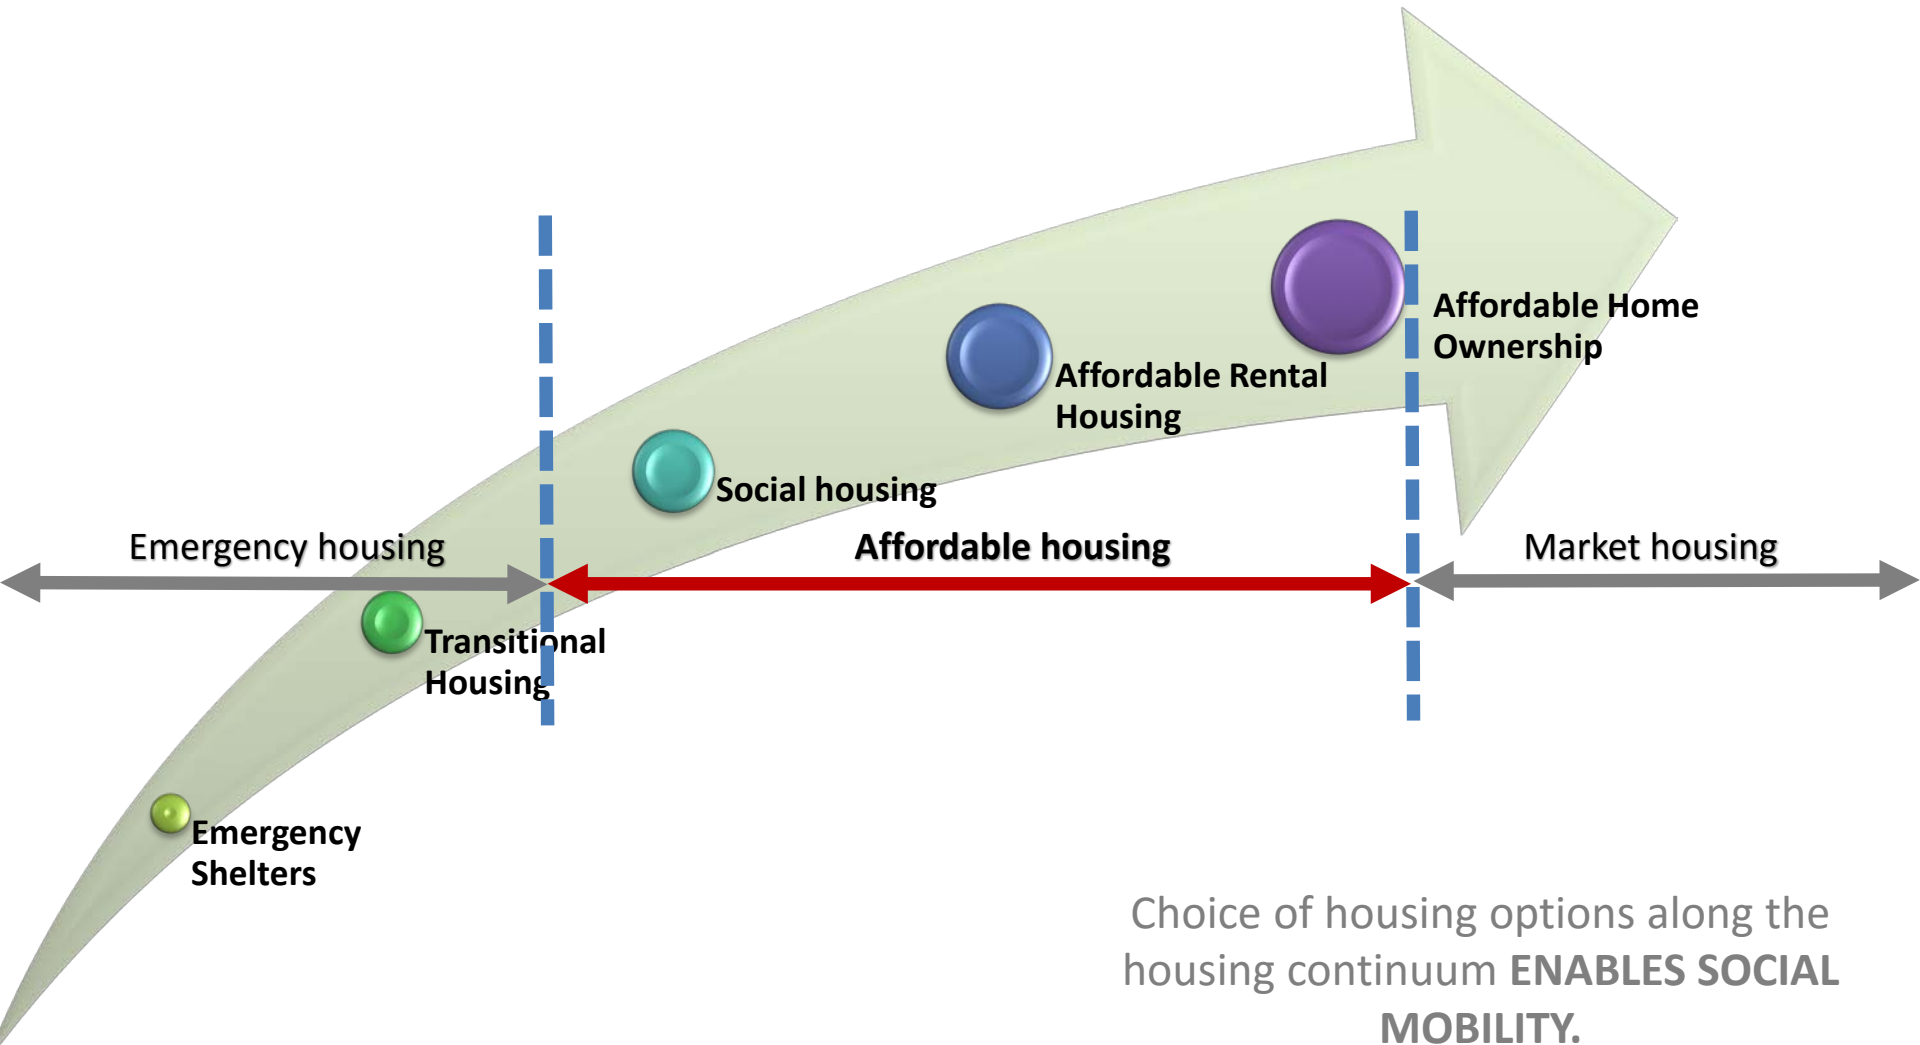 Affordable Home
Ownership
Affordable Rental
Housing
Social housing
Emergency housing
Affordable housing
Market housing
Transitional
Housing
Emergency
Shelters
Choice of housing options along the
housing continuum ENABLES SOCIAL
MOBILITY.